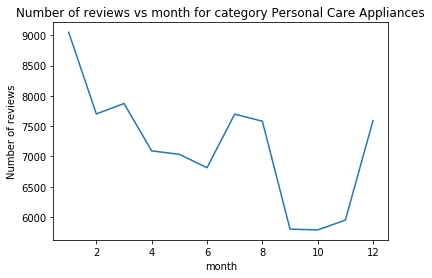 Number of reviews vs month for category Personal Care Appliances
Number of reviews
9000
8500
8000
7500
7000
6500
6000
2 4 6 8 10 12
month